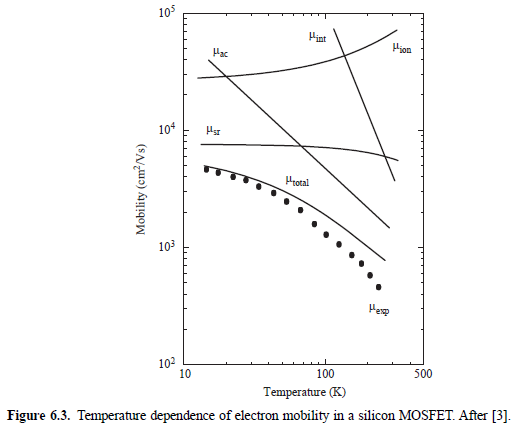 10⁵
μint
μion
μac
10⁴
μsr
μtotal
Mobility (cm²/Vs)
10³
μexp
10²
10
100
500
Temperature (K)
Figure 6.3. Temperature dependence of electron mobility in a silicon MOSFET. After [3].